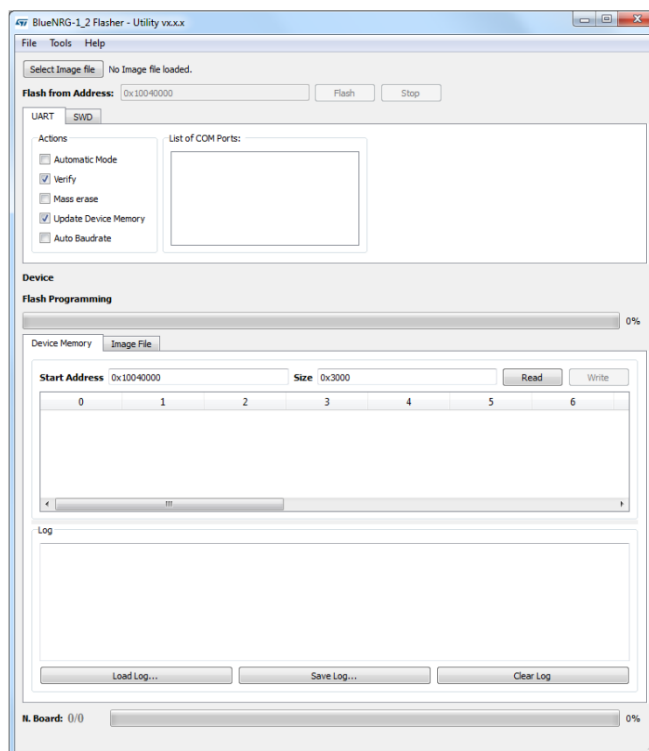 BlueNRG-1_2 Flasher - Utility vx.x.x
File Tools Help
Select Image file No Image file loaded.
Flash from Address: 0x10040000 Flash Stop
UART SWD
Actions List of COM Ports:
Automatic Mode
Verify
Mass erase
Update Device Memory
Auto Baudrate
Device
Flash Programming
0%
Device Memory Image File
Start Address 0x10040000 Size 0x3000 Read Write
0 1 2 3 4 5 6
Log
Load Log... Save Log... Clear Log
N. Board: 0/0 0%